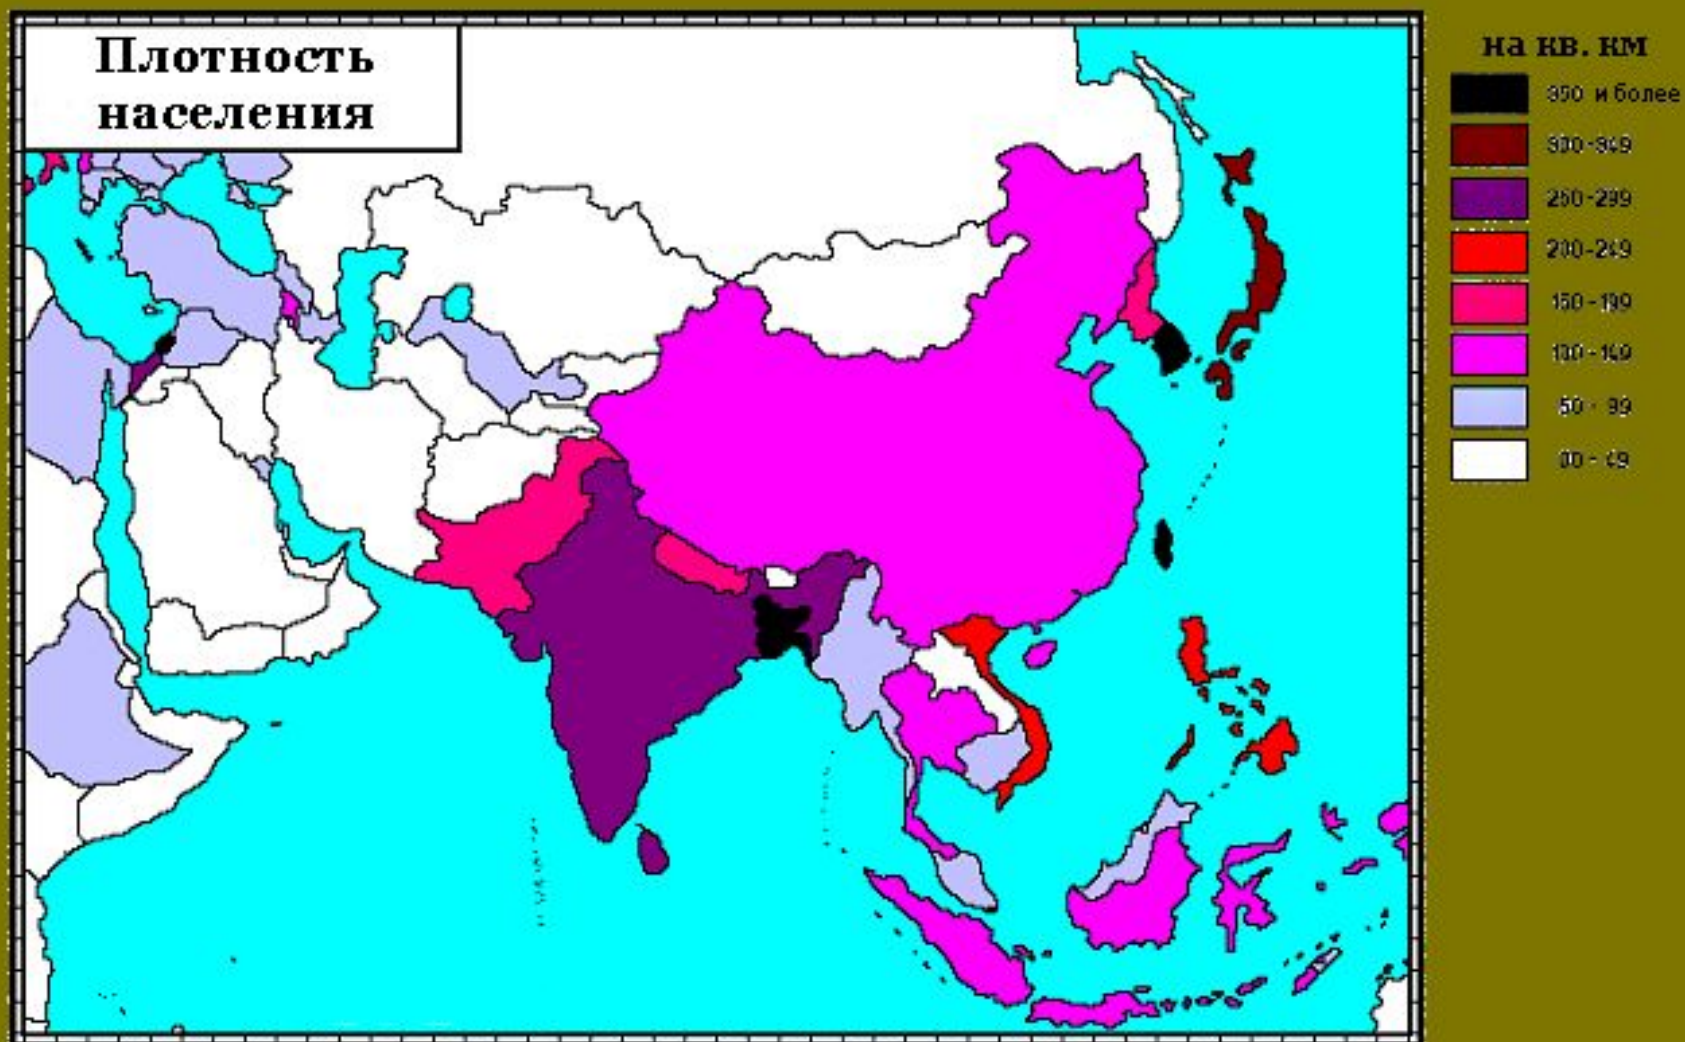 Плотность
населения
на кв. км
350 и более
300-349
250-299
200-249
150-199
100-149
50 - 99
00 - 49